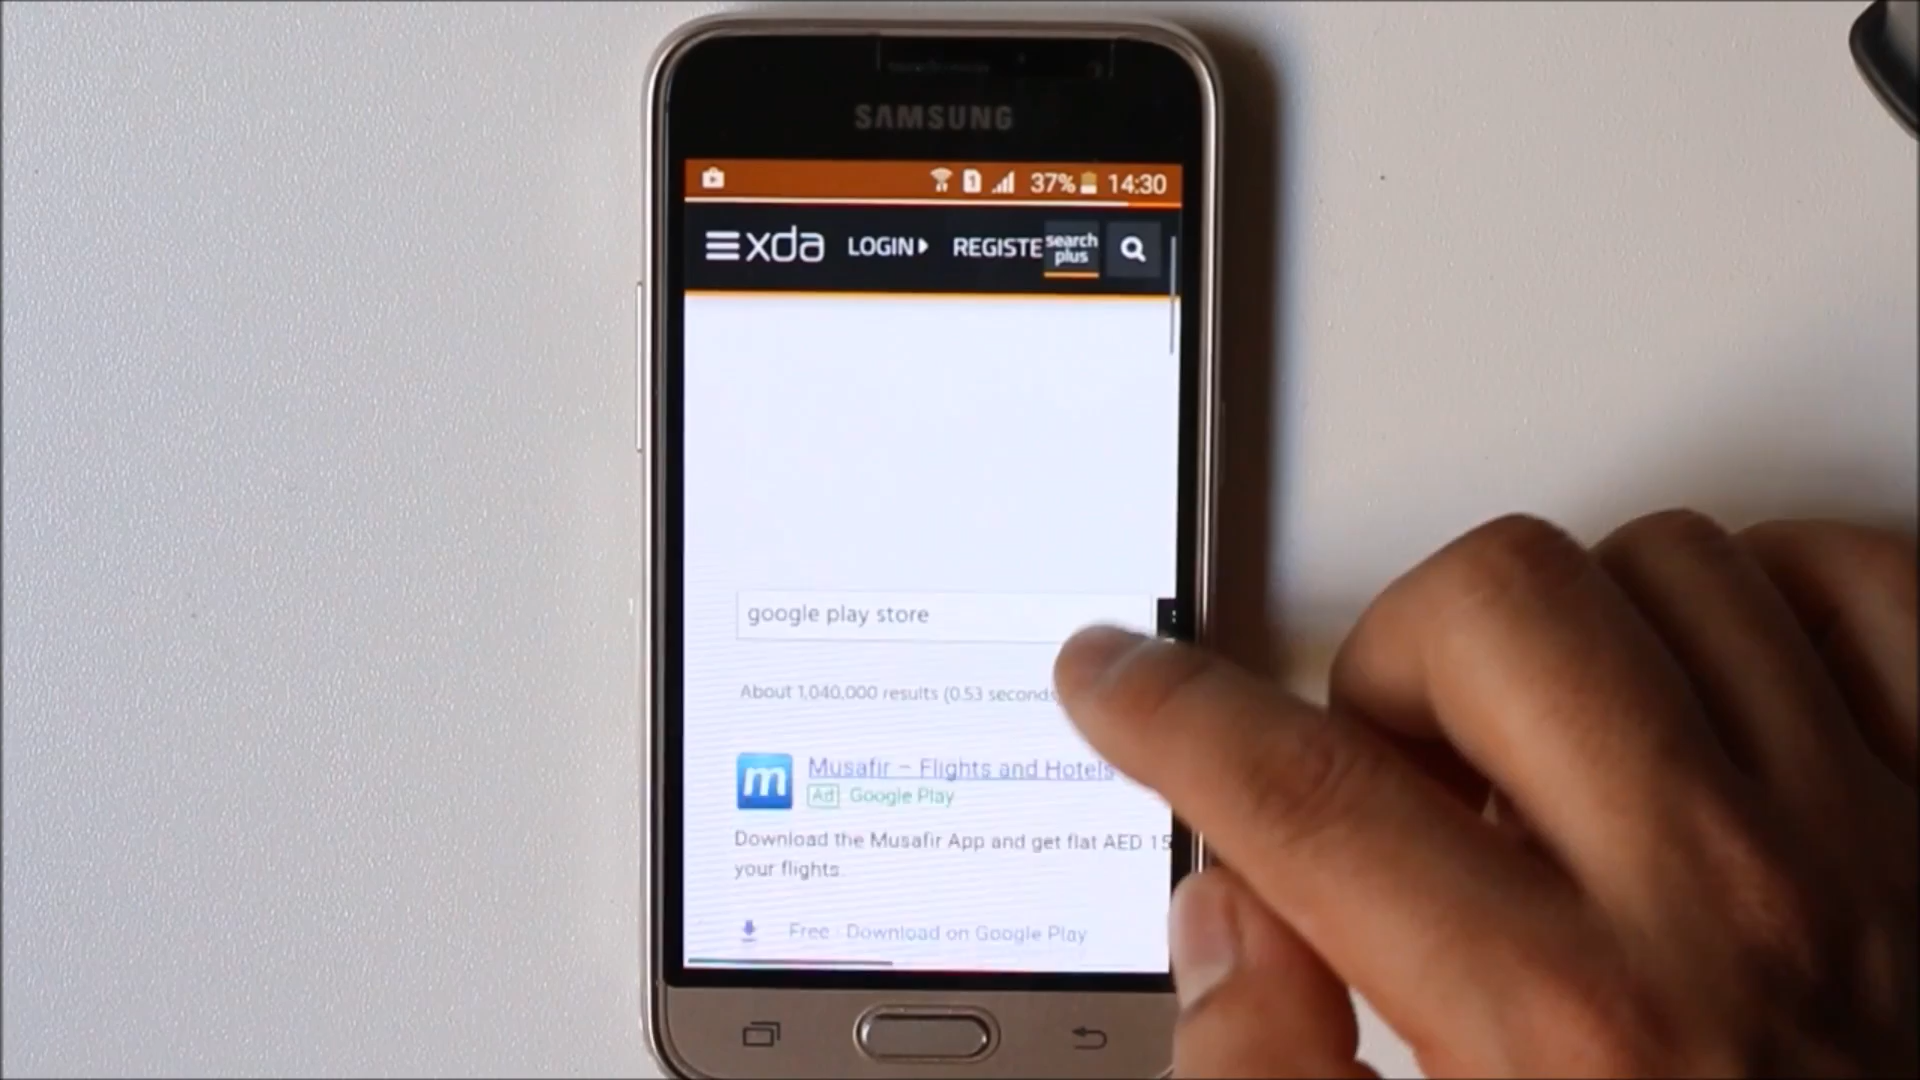 SAMSUNG
1 37% 14:30
xda LOGIN REGISTE search plus
google play store
About 1,040,000 results (0.53 seconds
m Musafir – Flights and Hotels
Ad Google Play
Download the Musafir App and get flat AED 15
your flights.
Free Download on Google Play